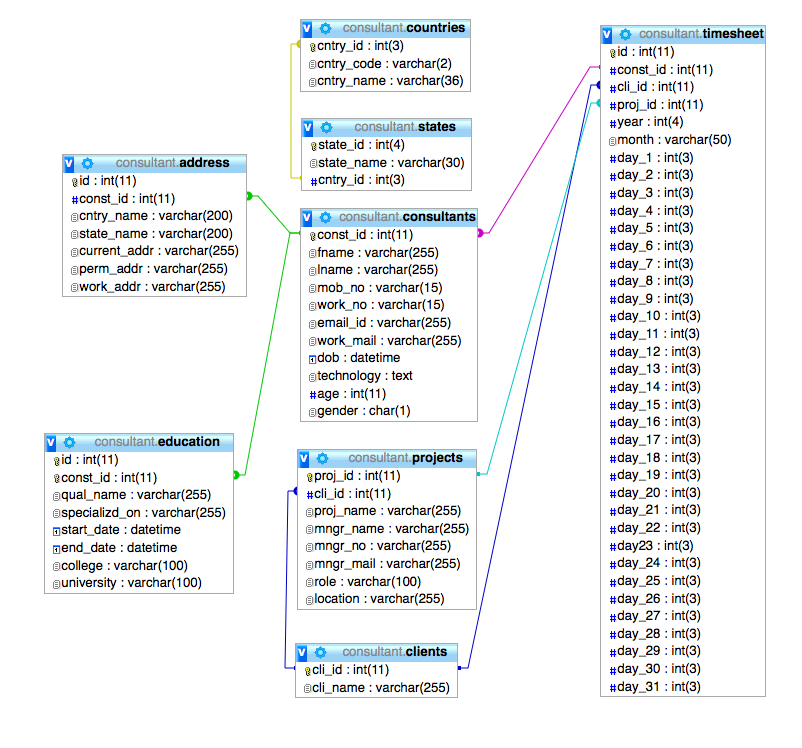 consultant.countries
cntry_id : int(3)
cntry_code : varchar(2)
cntry_name : varchar(36)
consultant.states
state_id : int(4)
state_name : varchar(30)
cntry_id : int(3)
consultant.address
id : int(11)
const_id : int(11)
cntry_name : varchar(200)
state_name : varchar(200)
current_addr : varchar(255)
perm_addr : varchar(255)
work_addr : varchar(255)
consultant.consultants
const_id : int(11)
fname : varchar(255)
lname : varchar(255)
mob_no : varchar(15)
work_no : varchar(15)
email_id : varchar(255)
work_mail : varchar(255)
dob : datetime
technology : text
age : int(11)
gender : char(1)
consultant.education
id : int(11)
const_id : int(11)
qual_name : varchar(255)
specializd_on : varchar(255)
start_date : datetime
end_date : datetime
college : varchar(100)
university : varchar(100)
consultant.projects
proj_id : int(11)
cli_id : int(11)
proj_name : varchar(255)
mngr_name : varchar(255)
mngr_no : varchar(255)
mngr_mail : varchar(255)
role : varchar(100)
location : varchar(255)
consultant.clients
cli_id : int(11)
cli_name : varchar(255)
consultant.timesheet
id : int(11)
const_id : int(11)
cli_id : int(11)
proj_id : int(11)
year : int(4)
month : varchar(50)
day_1 : int(3)
day_2 : int(3)
day_3 : int(3)
day_4 : int(3)
day_5 : int(3)
day_6 : int(3)
day_7 : int(3)
day_8 : int(3)
day_9 : int(3)
day_10 : int(3)
day_11 : int(3)
day_12 : int(3)
day_13 : int(3)
day_14 : int(3)
day_15 : int(3)
day_16 : int(3)
day_17 : int(3)
day_18 : int(3)
day_19 : int(3)
day_20 : int(3)
day_21 : int(3)
day_22 : int(3)
day23 : int(3)
day_24 : int(3)
day_25 : int(3)
day_26 : int(3)
day_27 : int(3)
day_28 : int(3)
day_29 : int(3)
day_30 : int(3)
day_31 : int(3)